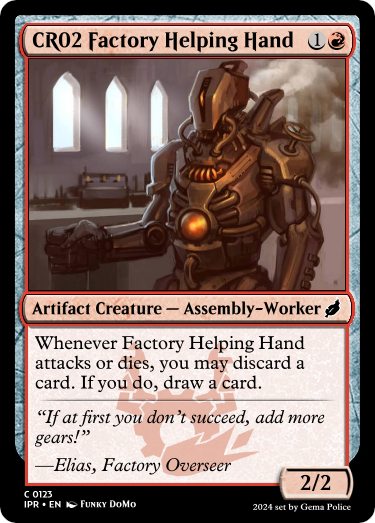 CR02 Factory Helping Hand 1
Artifact Creature — Assembly-Worker
Whenever Factory Helping Hand
attacks or dies, you may discard a
card. If you do, draw a card.
“If at first you don’t succeed, add more
gears!”
—Elias, Factory Overseer
2/2
C 0123
IPR • EN Funky DoMo
2024 set by Gema Police